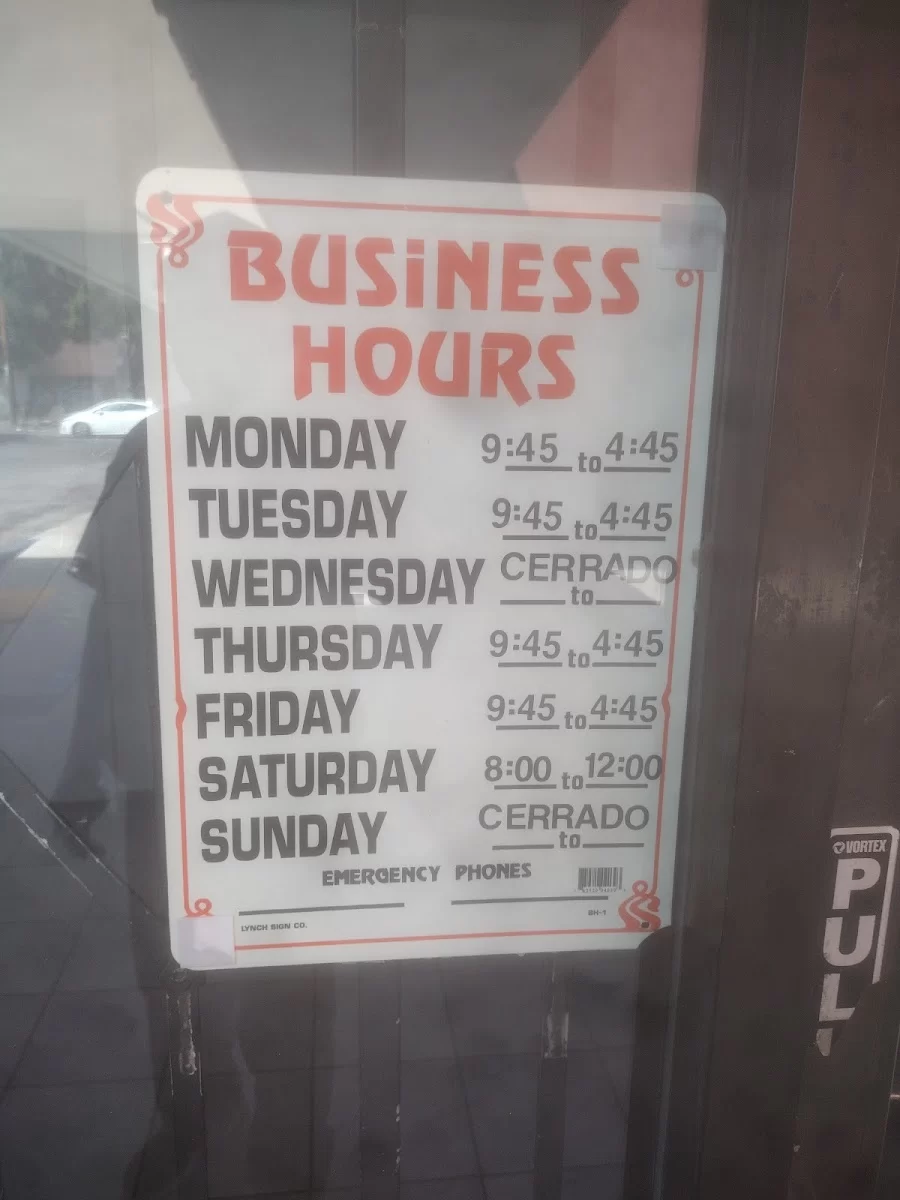 BUSiNESS
HOURS
MONDAY 9:45 to 4:45
TUESDAY 9:45 to 4:45
WEDNESDAY CERRADO to
THURSDAY 9:45 to 4:45
FRIDAY 9:45 to 4:45
SATURDAY 8:00 to 12:00
SUNDAY CERRADO to
EMERGENCY PHONES
LYNCH SIGN CO. BH-1
VORTEX
PUL